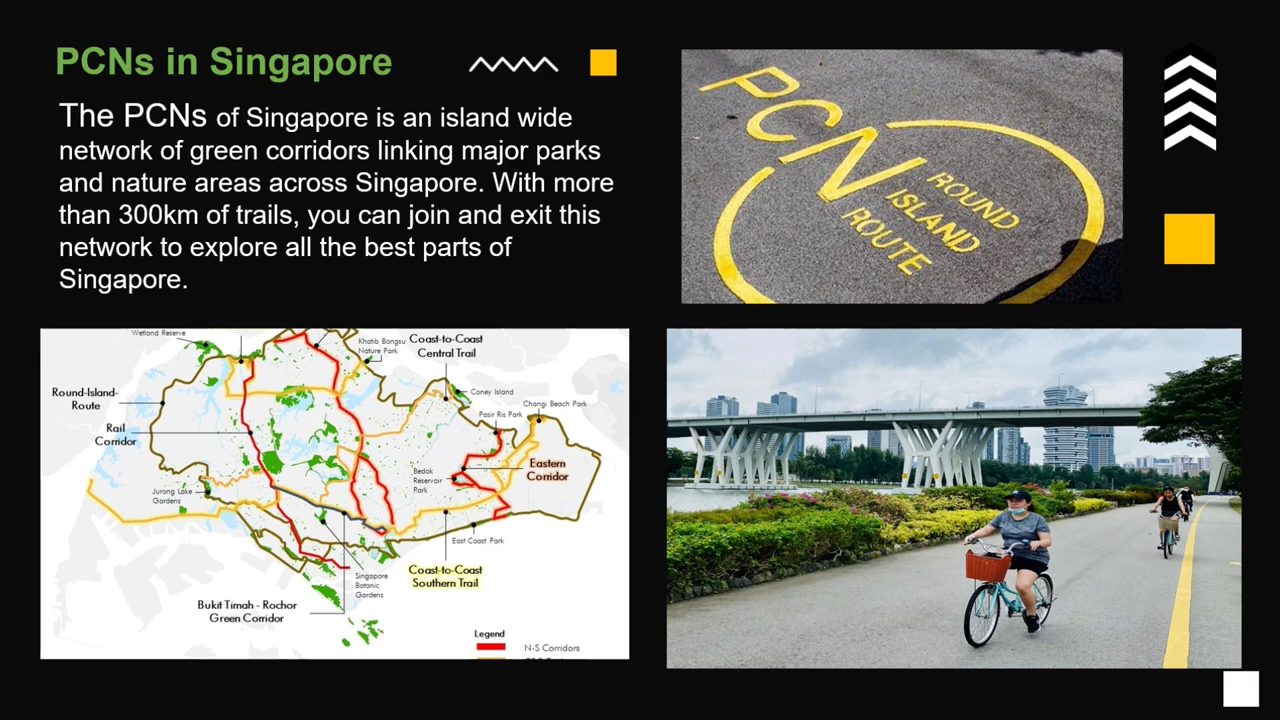 PCNs in Singapore
The PCNs of Singapore is an island wide
network of green corridors linking major parks
and nature areas across Singapore. With more
than 300km of trails, you can join and exit this
network to explore all the best parts of
Singapore.
PCN
ROUND
ISLAND
ROUTE
Wetland Reserve
Khatib Bongsu
Nature Park
Coast-to-Coast
Central Trail
Round-Island-
Route
Coney Island
Changi Beach Park
Pasir Ris Park
Rail
Corridor
Bedok
Reservoir
Park
Eastern
Corridor
Jurong Lake
Gardens
East Coast Park
Singapore
Botanic
Gardens
Coast-to-Coast
Southern Trail
Bukit Timah - Rochor
Green Corridor
Legend
N-S Corridors